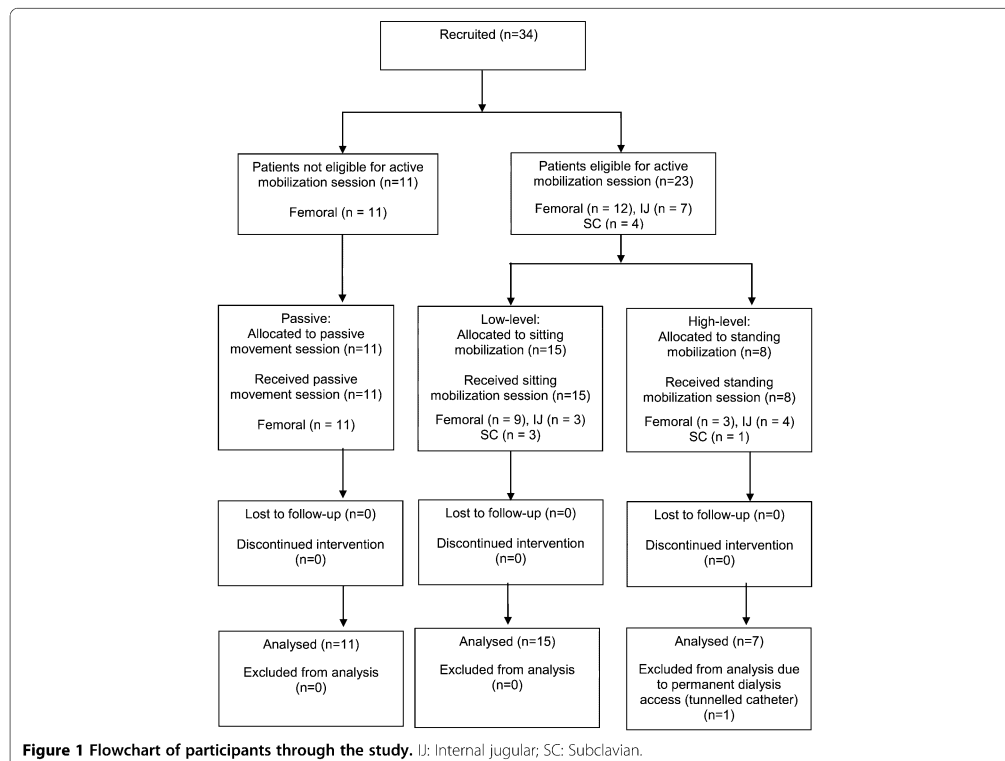 Recruited (n=34)
Patients not eligible for active
mobilization session (n=11)
Femoral (n = 11)
Patients eligible for active
mobilization session (n=23)
Femoral (n = 12), IJ (n = 7)
SC (n = 4)
Passive:
Allocated to passive
movement session (n=11)
Received passive
movement session (n=11)
Femoral (n = 11)
Low-level:
Allocated to sitting
mobilization (n=15)
Received sitting
mobilization session (n=15)
Femoral (n = 9), IJ (n = 3)
SC (n = 3)
High-level:
Allocated to standing
mobilization (n=8)
Received standing
mobilization session (n=8)
Femoral (n = 3), IJ (n = 4)
SC (n = 1)
Lost to follow-up (n=0)
Discontinued intervention
(n=0)
Lost to follow-up (n=0)
Discontinued intervention
(n=0)
Lost to follow-up (n=0)
Discontinued intervention
(n=0)
Analysed (n=11)
Excluded from analysis
(n=0)
Analysed (n=15)
Excluded from analysis
(n=0)
Analysed (n=7)
Excluded from analysis due
to permanent dialysis
access (tunnelled catheter)
(n=1)
Figure 1 Flowchart of participants through the study. IJ: Internal jugular; SC: Subclavian.